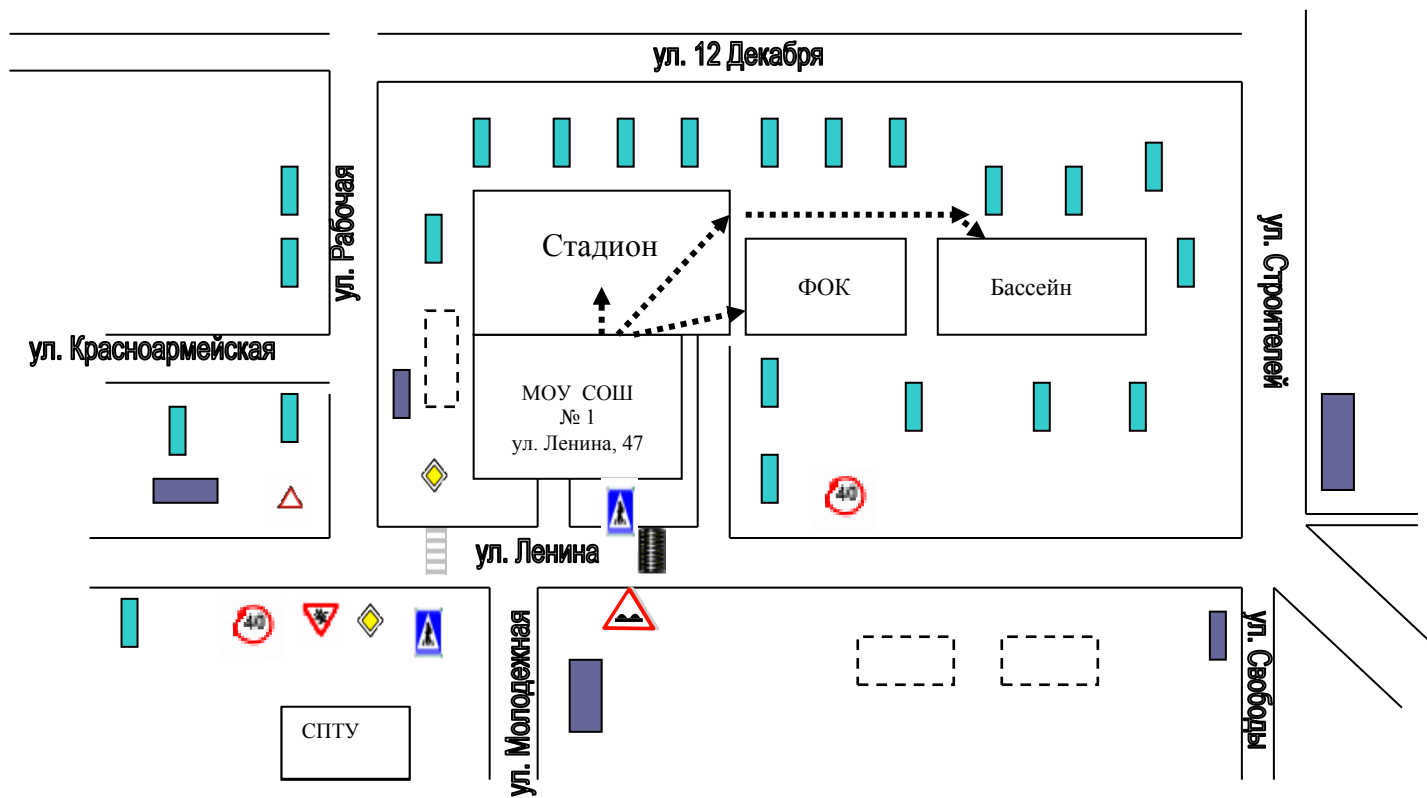 ул. 12 Декабря
ул. Рабочая
Стадион
ФОК
Бассейн
ул. Строителей
ул. Красноармейская
МОУ СОШ
№ 1
ул. Ленина, 47
40
ул. Ленина
40
ул. Молодежная
ул. Свободы
СПТУ